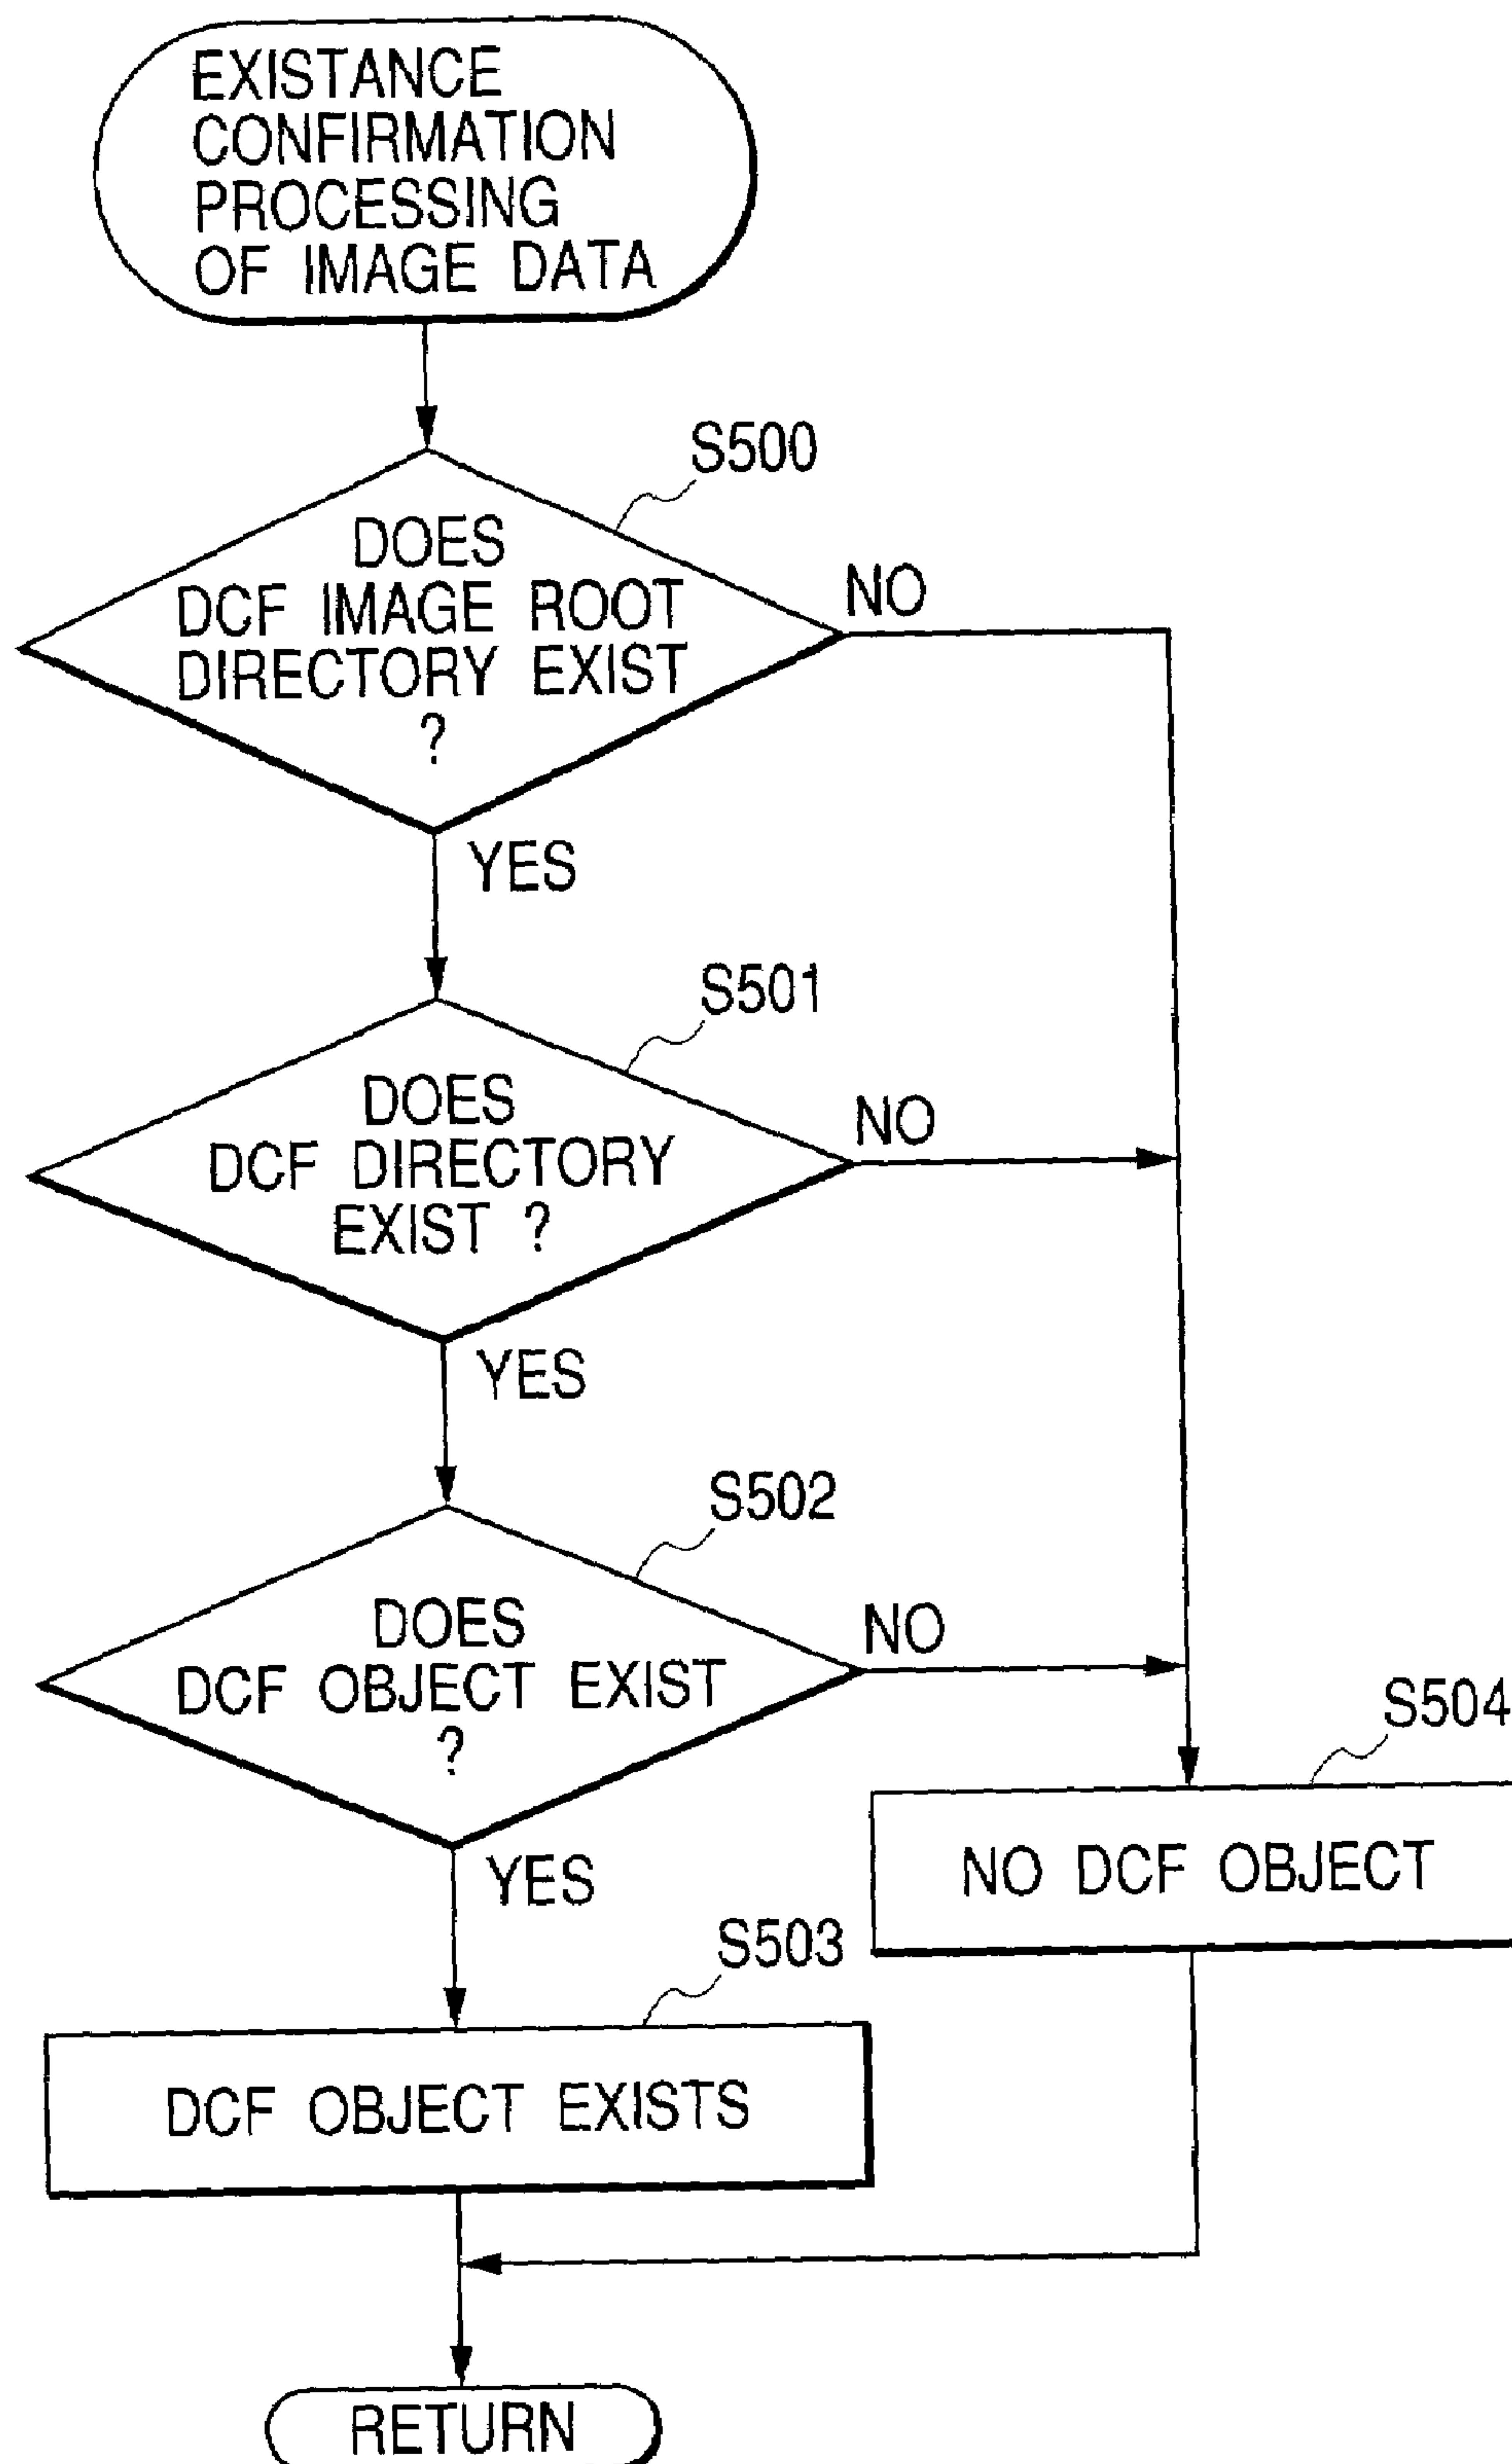 EXISTANCE
CONFIRMATION
PROCESSING
OF IMAGE DATA
S500
DOES
DCF IMAGE ROOT
DIRECTORY EXIST
?
NO
YES
S501
DOES
DCF DIRECTORY
EXIST ?
NO
YES
S502
DOES
DCF OBJECT EXIST
?
NO
YES
S504
NO DCF OBJECT
S503
DCF OBJECT EXISTS
RETURN